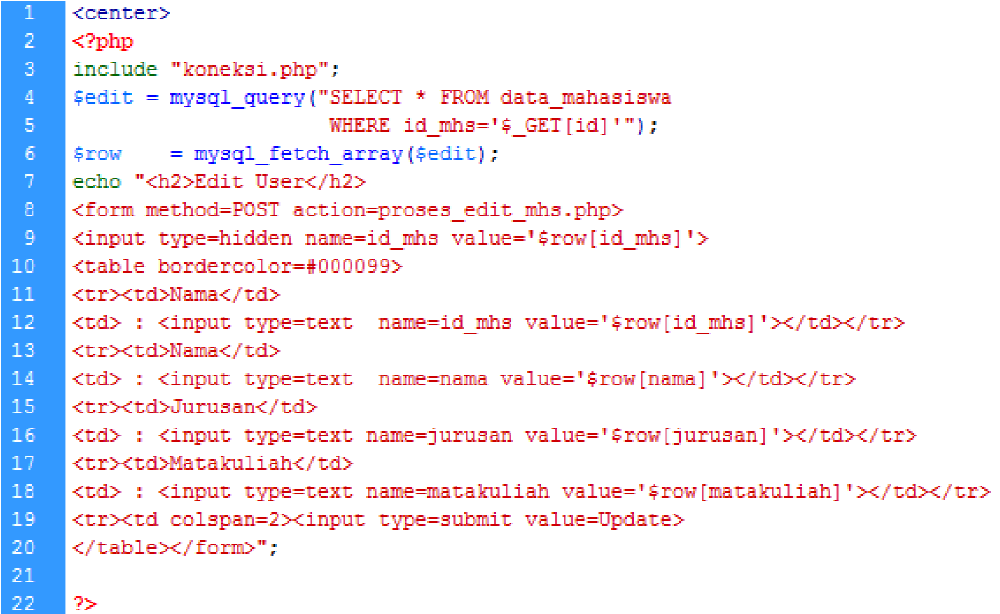 1 <center>
2 <?php
3 include "koneksi.php";
4 $edit = mysql_query("SELECT * FROM data_mahasiswa
5                      WHERE id_mhs='$_GET[id]'");
6 $row    = mysql_fetch_array($edit);
7 echo "<h2>Edit User</h2>
8 <form method=POST action=proses_edit_mhs.php>
9 <input type=hidden name=id_mhs value='$row[id_mhs]'>
10 <table bordercolor=#000099>
11 <tr><td>Nama</td>
12 <td> : <input type=text  name=id_mhs value='$row[id_mhs]'></td></tr>
13 <tr><td>Nama</td>
14 <td> : <input type=text  name=nama value='$row[nama]'></td></tr>
15 <tr><td>Jurusan</td>
16 <td> : <input type=text name=jurusan value='$row[jurusan]'></td></tr>
17 <tr><td>Matakuliah</td>
18 <td> : <input type=text name=matakuliah value='$row[matakuliah]'></td></tr>
19 <tr><td colspan=2><input type=submit value=Update>
20 </table></form>";
21
22 ?>